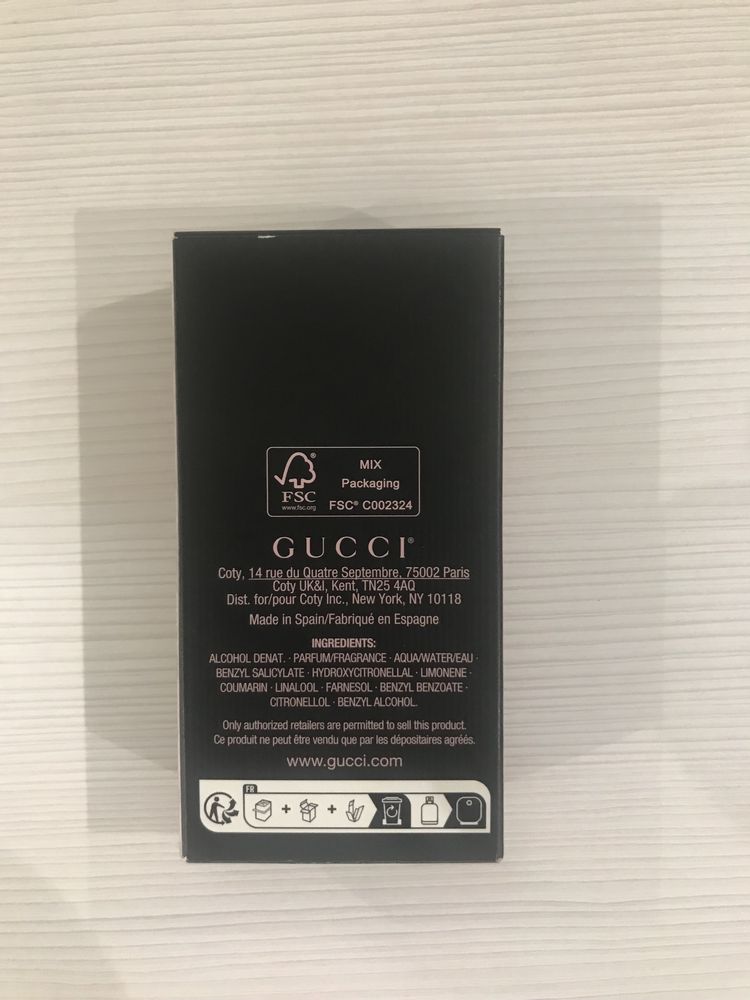 MIX
Packaging
FSC®
www.fsc.org
FSC® C002324
GUCCI®
Coty, 14 rue du Quatre Septembre, 75002 Paris
Coty UK&I, Kent, TN25 4AQ
Dist. for/pour Coty Inc., New York, NY 10118
Made in Spain/Fabriqué en Espagne
INGREDIENTS:
ALCOHOL DENAT. · PARFUM/FRAGRANCE · AQUA/WATER/EAU ·
BENZYL SALICYLATE · HYDROXYCITRONELLAL · LIMONENE ·
COUMARIN · LINALOOL · FARNESOL · BENZYL BENZOATE ·
CITRONELLOL · BENZYL ALCOHOL.
Only authorized retailers are permitted to sell this product.
Ce produit ne peut être vendu que par les dépositaires agréés.
www.gucci.com
FR